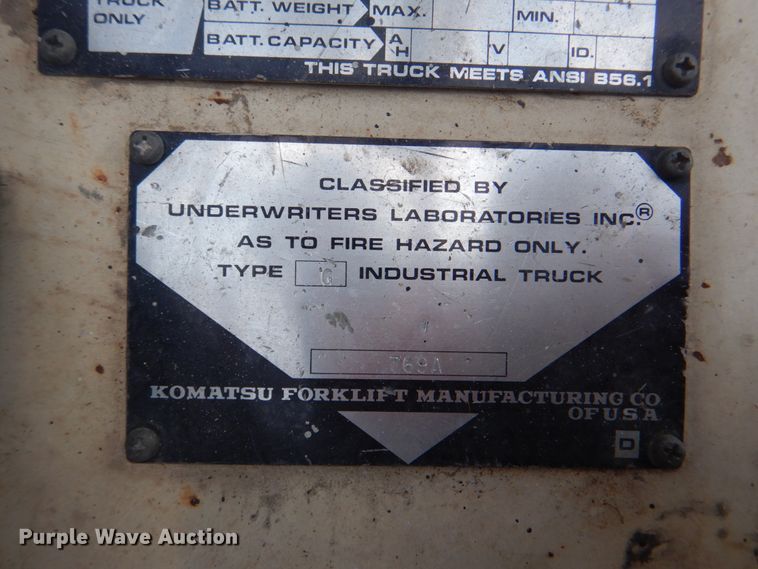 TRUCK
ONLY
BATT. WEIGHT MAX. MIN.
BATT. CAPACITY A H V ID.
THIS TRUCK MEETS ANSI B56.1
CLASSIFIED BY
UNDERWRITERS LABORATORIES INC.®
AS TO FIRE HAZARD ONLY.
TYPE G INDUSTRIAL TRUCK
769A
KOMATSU FORKLIFT MANUFACTURING CO
OF U S A
D
Purple Wave Auction